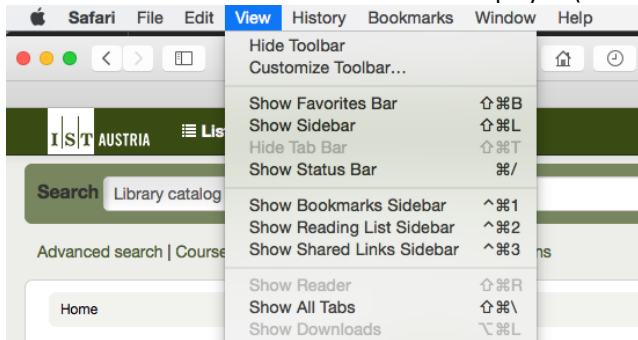 Safari File Edit View History Bookmarks Window Help
Hide Toolbar
Customize Toolbar...
Show Favorites Bar ⇧⌘B
Show Sidebar ⇧⌘L
Hide Tab Bar ⇧⌘T
Show Status Bar ⌘/
Show Bookmarks Sidebar ^⌘1
Show Reading List Sidebar ^⌘2
Show Shared Links Sidebar ^⌘3
Show Reader ⇧⌘R
Show All Tabs ⇧⌘\
Show Downloads ⌥⌘L
IST AUSTRIA
Search Library catalog
Advanced search | Course
Home